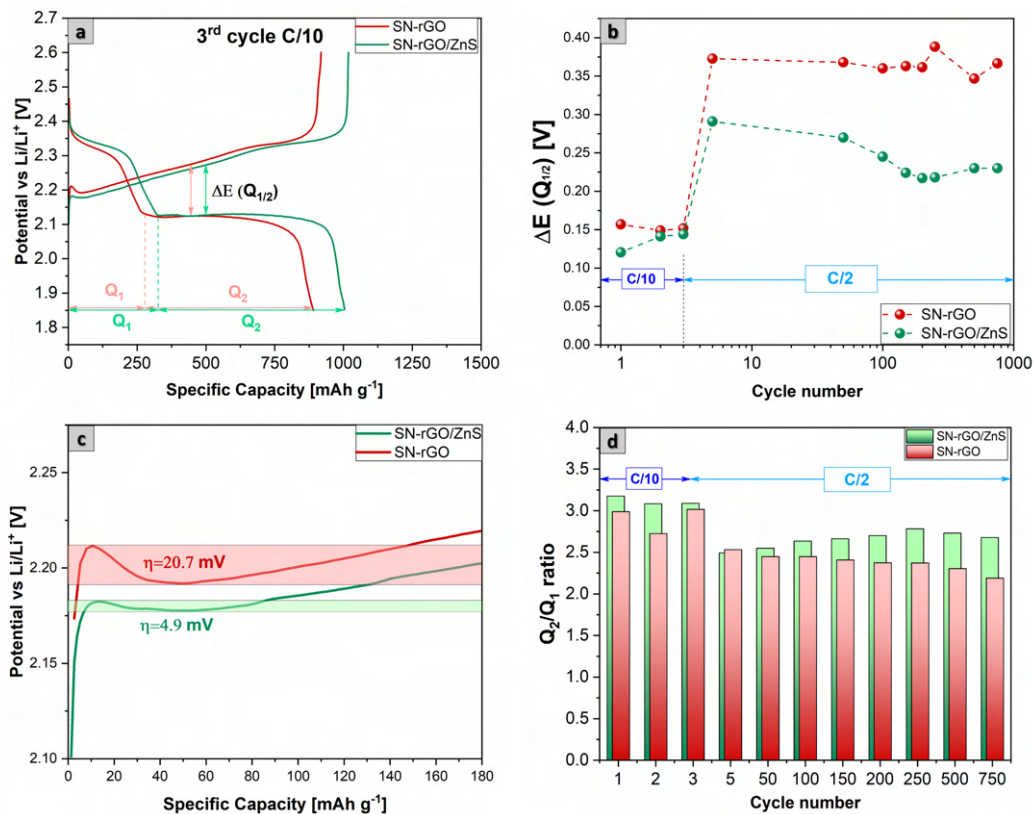 a
3rd cycle C/10
SN-rGO
SN-rGO/ZnS
2.7
2.6
2.5
2.4
2.3
2.2
2.1
2.0
1.9
1.8
Potential vs Li/Li+ [V]
ΔE (Q1/2)
Q1
Q2
Q1
Q2
0 250 500 750 1000 1250 1500
Specific Capacity [mAh g-1]
b
0.40
0.35
0.30
0.25
0.20
0.15
0.10
0.05
0.00
ΔE (Q1/2) [V]
C/10
C/2
SN-rGO
SN-rGO/ZnS
1 10 100 1000
Cycle number
c
SN-rGO/ZnS
SN-rGO
2.25
2.20
2.15
2.10
Potential vs Li/Li+ [V]
η=20.7 mV
η=4.9 mV
0 20 40 60 80 100 120 140 160 180
Specific Capacity [mAh g-1]
d
SN-rGO/ZnS
SN-rGO
4.0
3.5
3.0
2.5
2.0
1.5
1.0
0.5
0.0
Q2/Q1 ratio
C/10
C/2
1 2 3 5 50 100 150 200 250 500 750
Cycle number